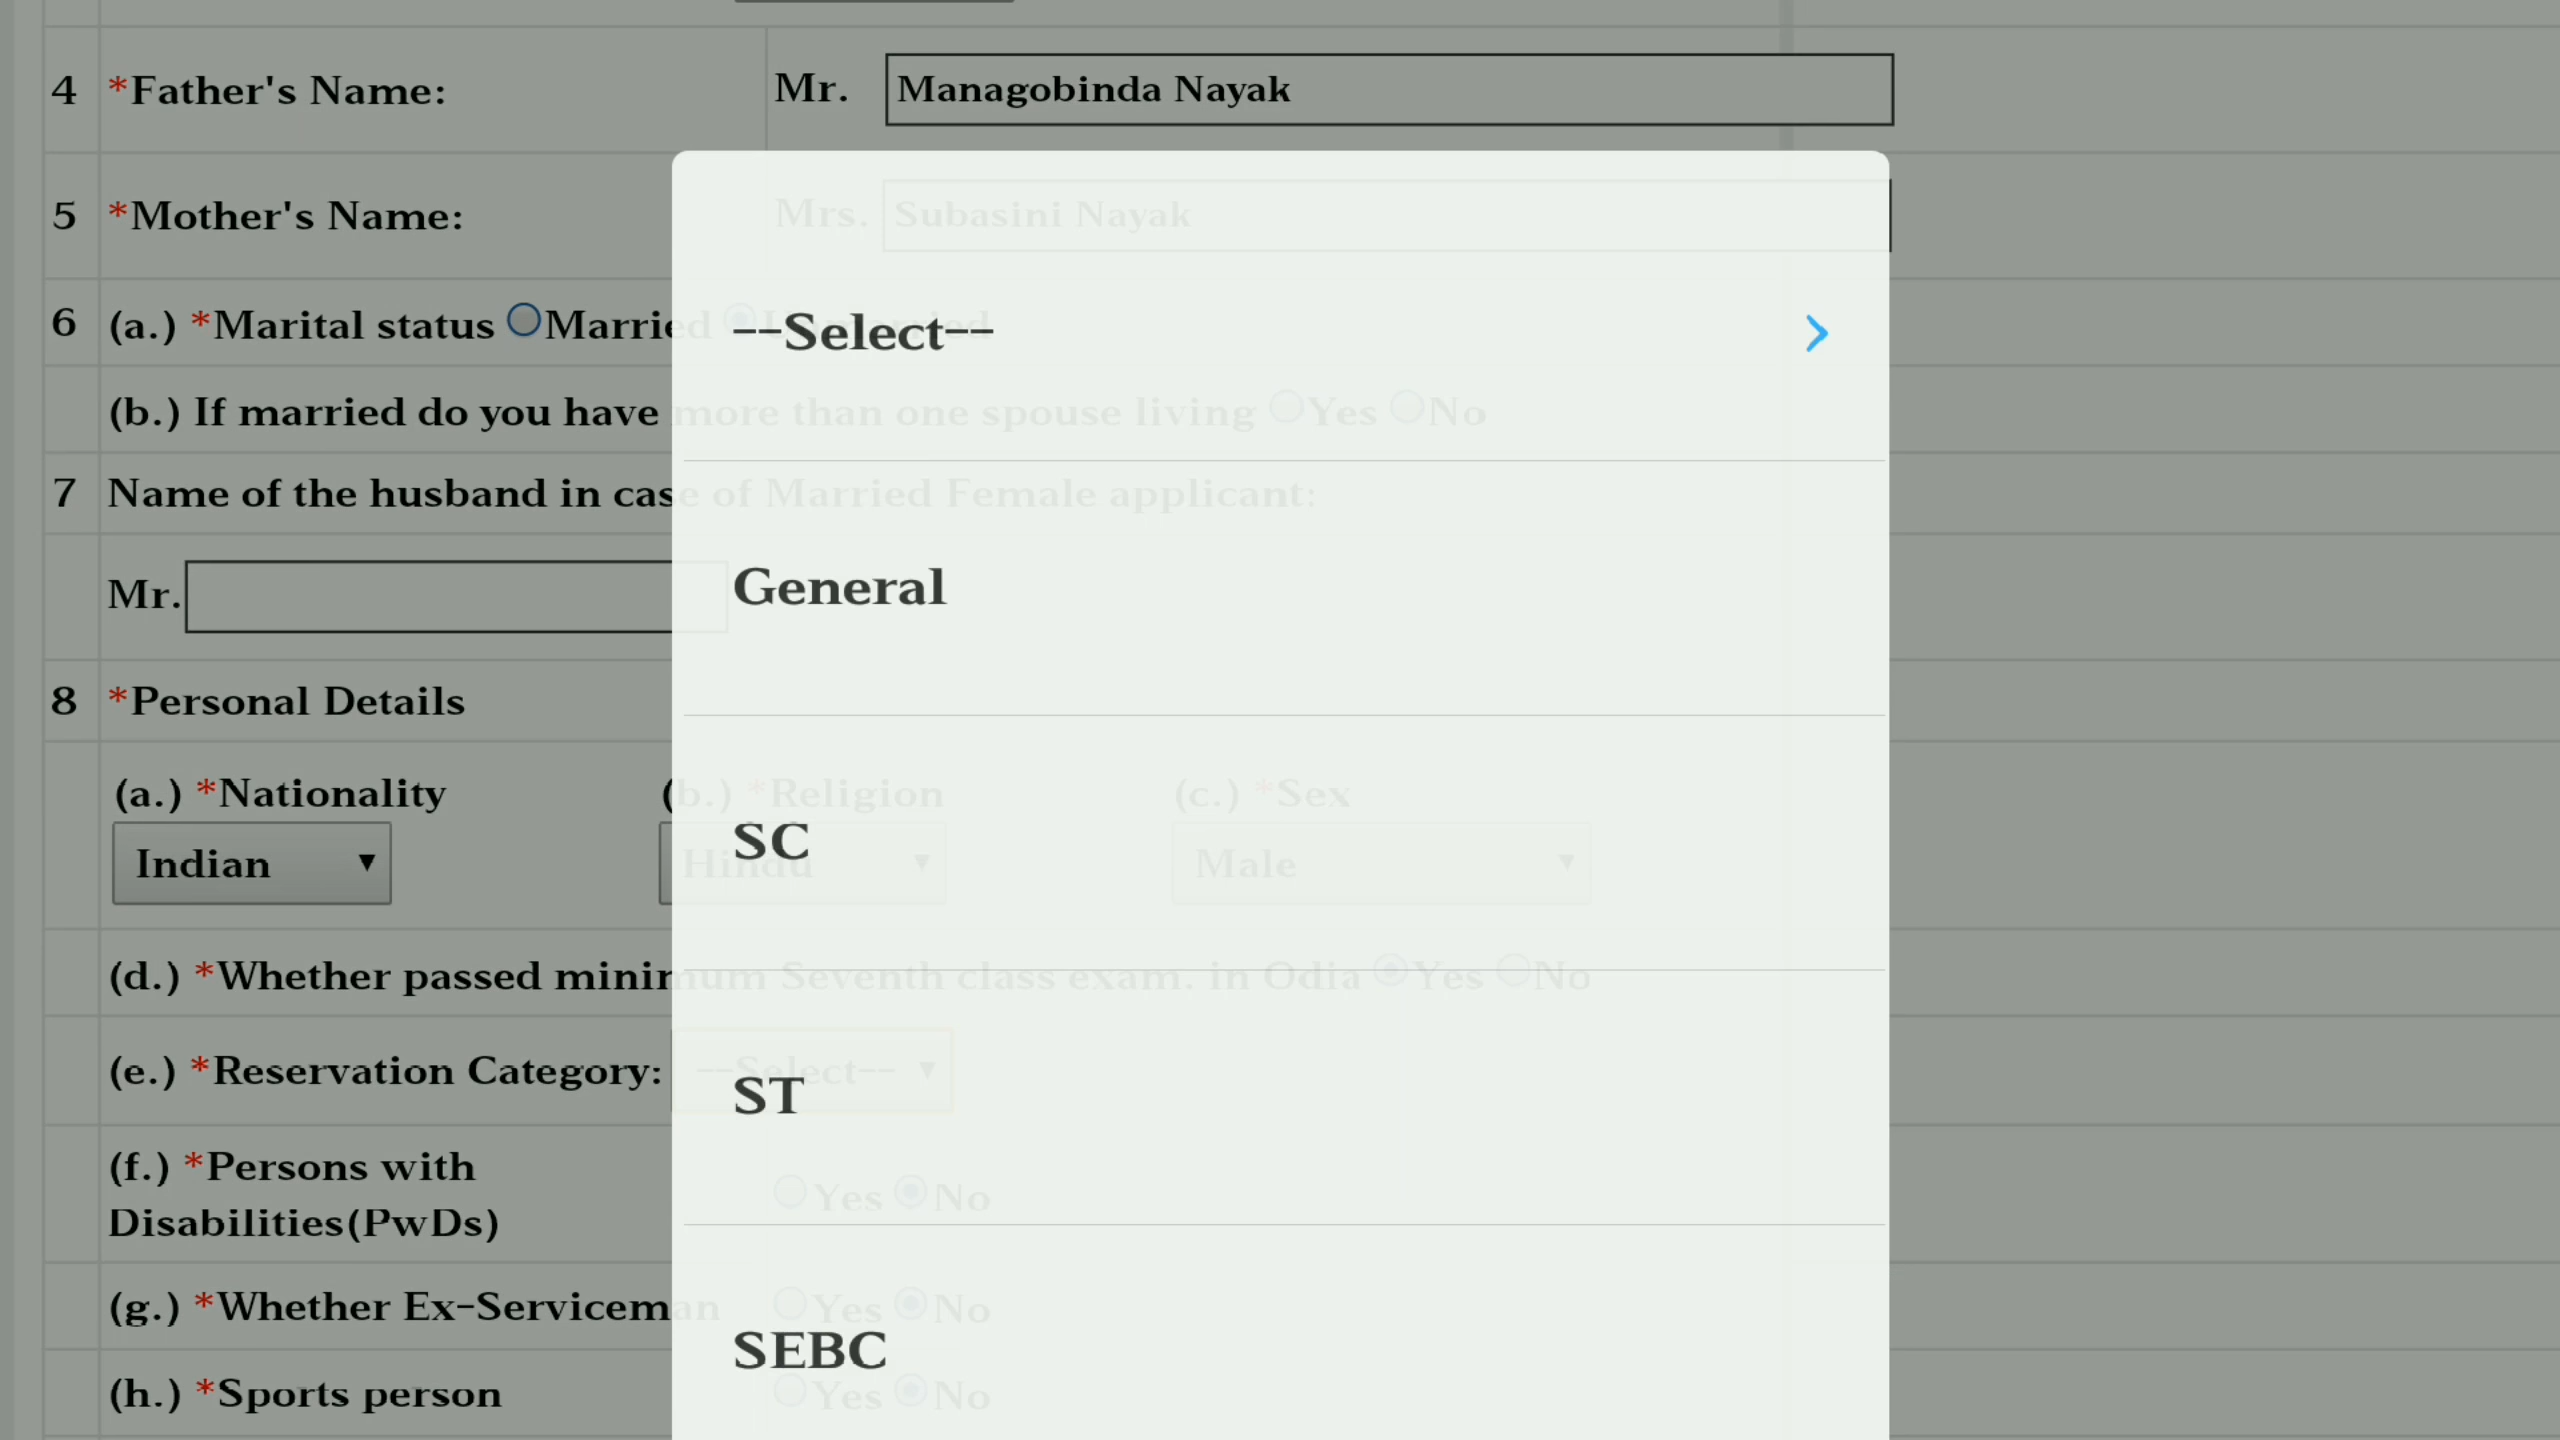 4 *Father's Name: Mr. Managobinda Nayak
5 *Mother's Name: Mrs. Subasini Nayak
6 (a.) *Marital status Married Unmarried
--Select--
(b.) If married do you have more than one spouse living Yes No
7 Name of the husband in case of Married Female applicant:
Mr.
General
8 *Personal Details
(a.) *Nationality (b.) *Religion (c.) *Sex
SC
Indian Hindu Male
(d.) *Whether passed minimum Seventh class exam. in Odia Yes No
(e.) *Reservation Category: --Select--
ST
(f.) *Persons with
Disabilities(PwDs) Yes No
(g.) *Whether Ex-Serviceman Yes No
SEBC
(h.) *Sports person Yes No